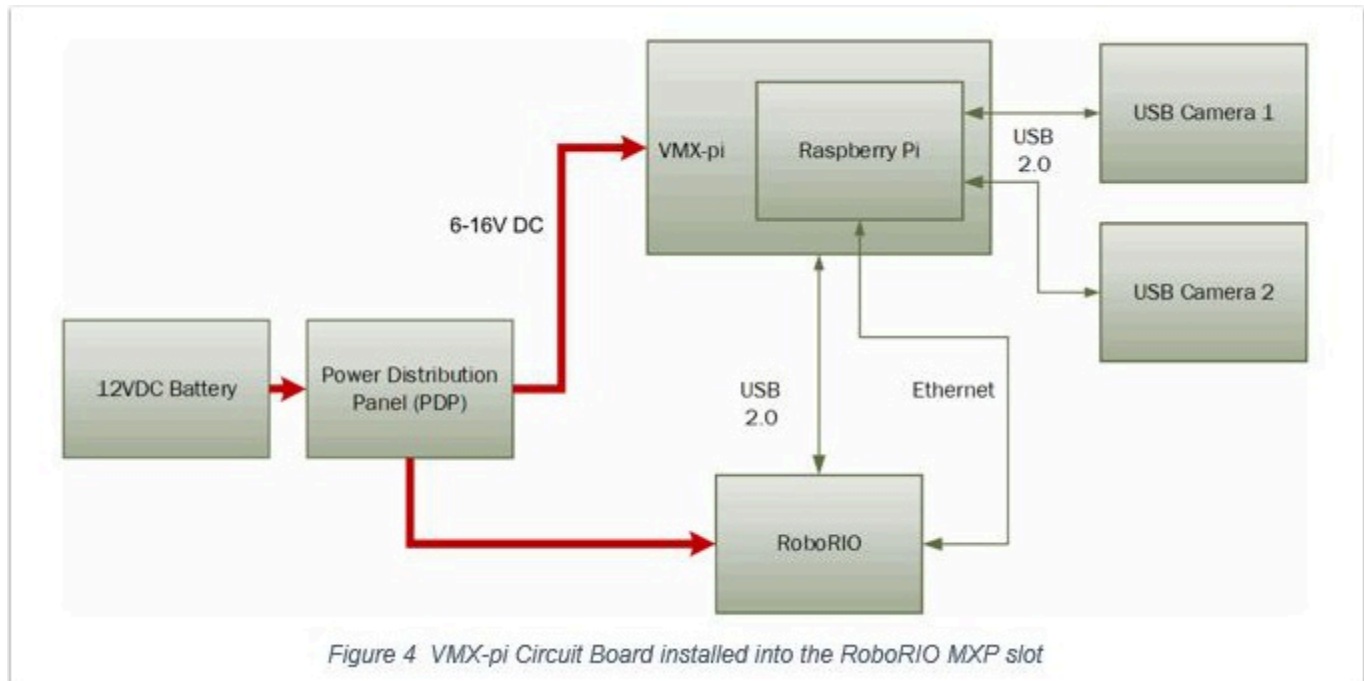 VMX-pi
Raspberry Pi
USB Camera 1
USB
2.0
6-16V DC
USB Camera 2
12VDC Battery
Power Distribution
Panel (PDP)
USB
2.0
Ethernet
RoboRIO
Figure 4 VMX-pi Circuit Board installed into the RoboRIO MXP slot